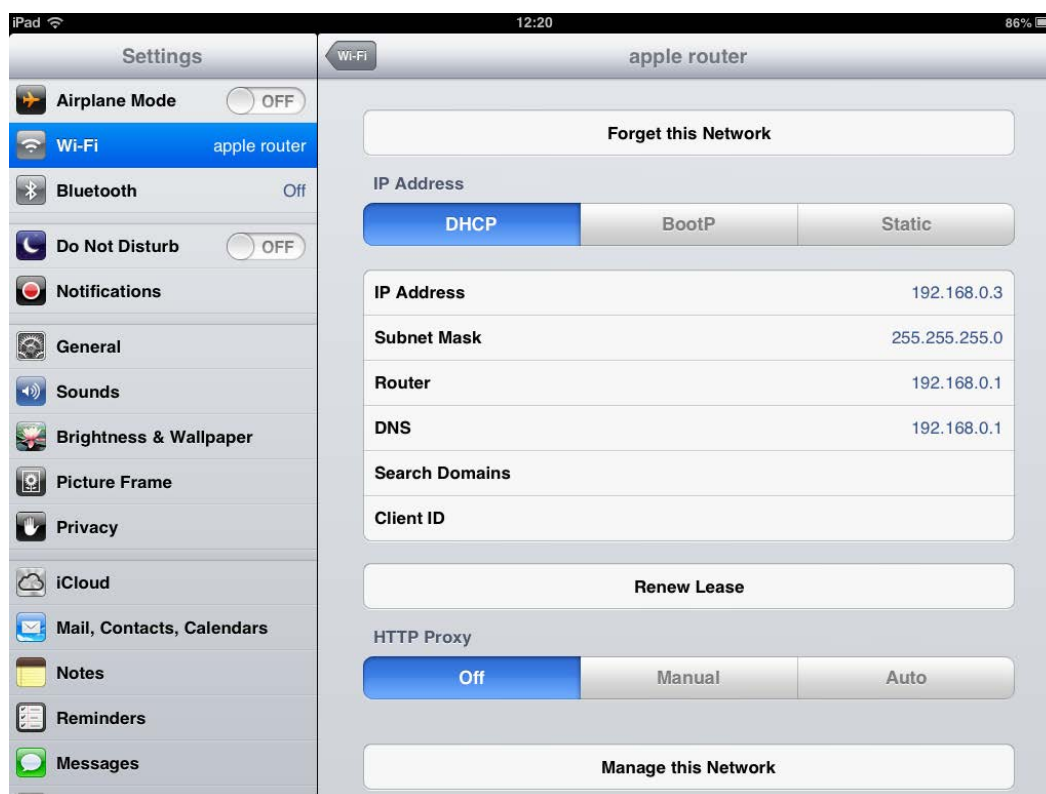 iPad 12:20 86%
Settings
Wi-Fi apple router
Airplane Mode OFF
Wi-Fi apple router
Bluetooth Off
Do Not Disturb OFF
Notifications
General
Sounds
Brightness & Wallpaper
Picture Frame
Privacy
iCloud
Mail, Contacts, Calendars
Notes
Reminders
Messages
Forget this Network
IP Address
DHCP BootP Static
IP Address 192.168.0.3
Subnet Mask 255.255.255.0
Router 192.168.0.1
DNS 192.168.0.1
Search Domains
Client ID
Renew Lease
HTTP Proxy
Off Manual Auto
Manage this Network